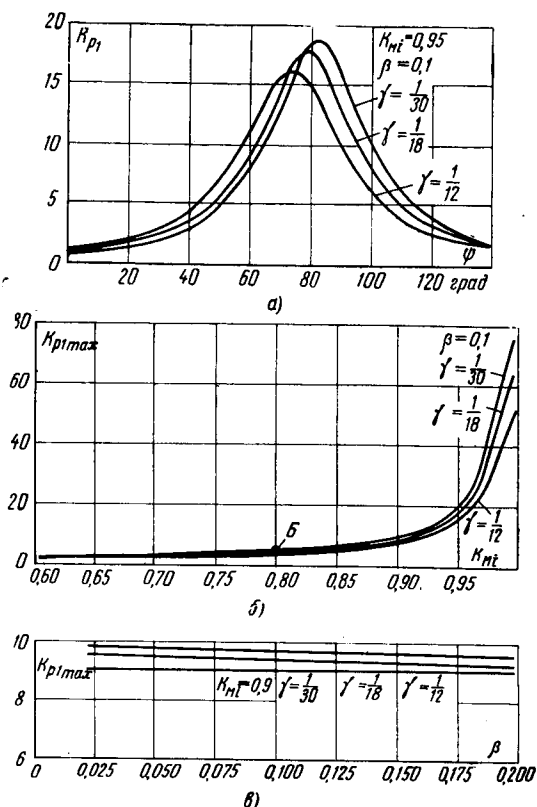 K_{p1}
20
15
10
5
0
K_{мi}=0,95
β=0,1
γ=1/30
γ=1/18
γ=1/12
20 40 60 80 100 120 град
φ
а)
80
K_{p1max}
60
40
20
0
β=0,1
γ=1/30
γ=1/18
γ=1/12
Б
K_{мi}
0,60 0,65 0,70 0,75 0,80 0,85 0,90 0,95
б)
10
K_{p1max}
8
6
K_{мi}=0,9 γ=1/30 γ=1/18 γ=1/12
β
0 0,025 0,050 0,075 0,100 0,125 0,150 0,175 0,200
в)